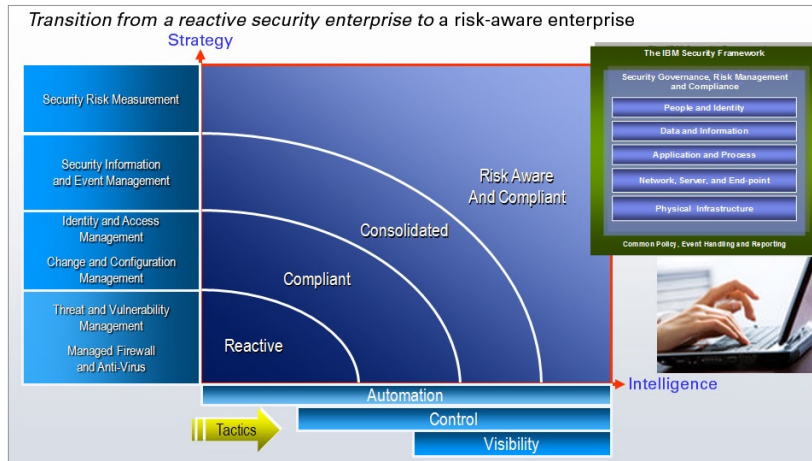 Transition from a reactive security enterprise to a risk-aware enterprise
Strategy
Security Risk Measurement
Security Information
and Event Management
Identity and Access
Management
Change and Configuration
Management
Threat and Vulnerability
Management
Managed Firewall
and Anti-Virus
Risk Aware
And Compliant
Consolidated
Compliant
Reactive
Intelligence
Automation
Control
Visibility
Tactics
The IBM Security Framework
Security Governance, Risk Management
and Compliance
People and Identity
Data and Information
Application and Process
Network, Server, and End-point
Physical Infrastructure
Common Policy, Event Handling and Reporting